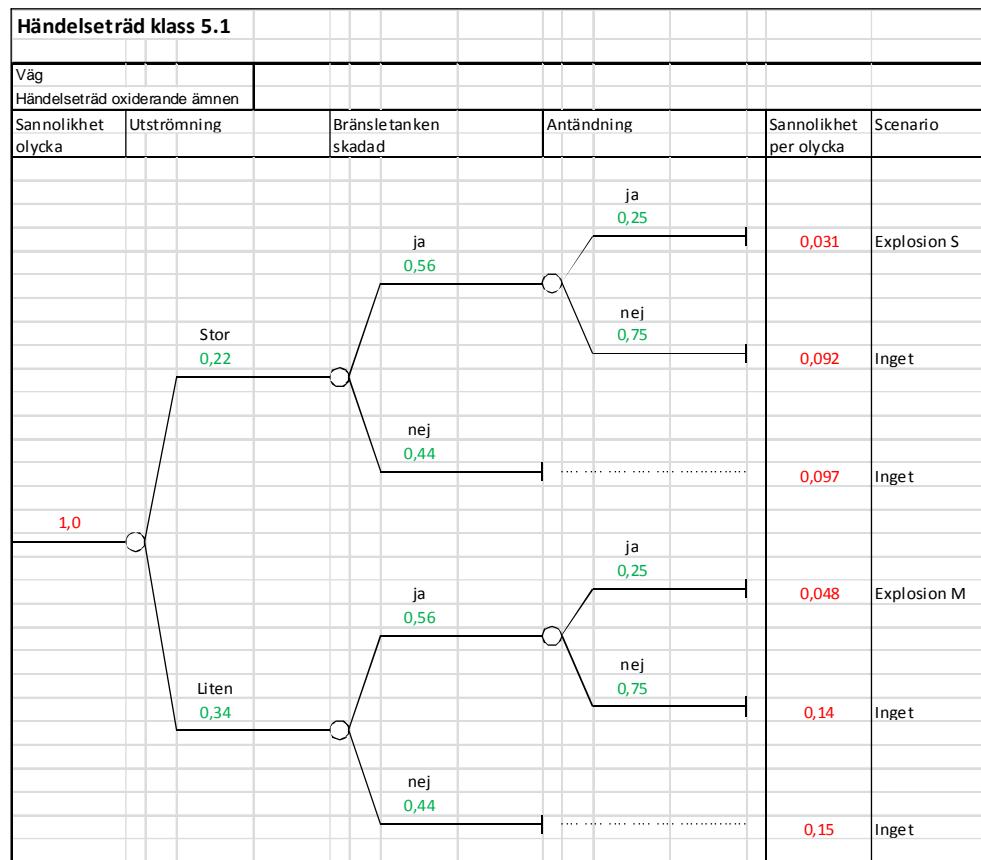 Händelseträd klass 5.1
Väg
Händelseträd oxiderande ämnen
Sannolikhet olycka
Utströmning
Bränsletanken skadad
Antändning
Sannolikhet per olycka
Scenario
ja
0,25
ja
0,031
Explosion S
0,56
nej
Stor
0,75
0,22
0,092
Inget
nej
0,44
0,097
Inget
1,0
ja
0,25
ja
0,048
Explosion M
0,56
nej
Liten
0,75
0,34
0,14
Inget
nej
0,44
0,15
Inget